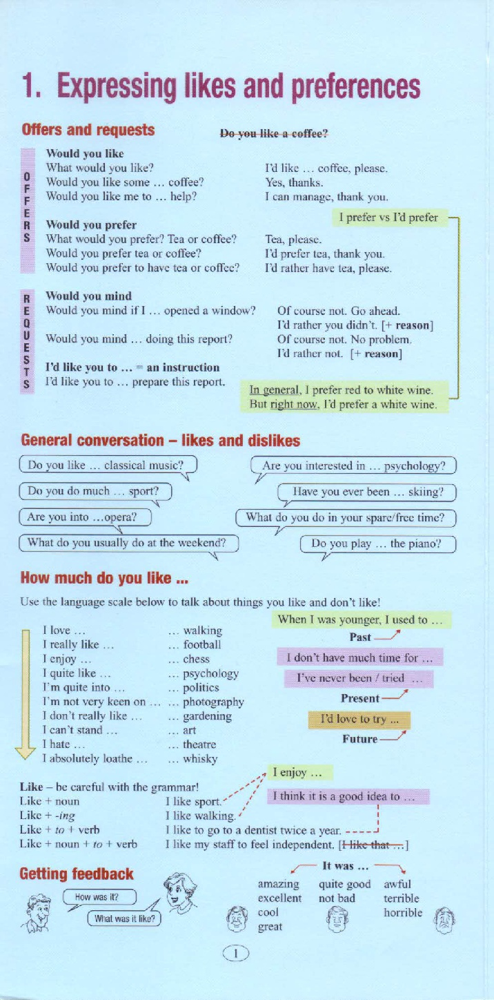 1. Expressing likes and preferences
Offers and requests
Do you like a coffee?
OFFERS
Would you like
What would you like? I'd like … coffee, please.
Would you like some … coffee? Yes, thanks.
Would you like me to … help? I can manage, thank you.
I prefer vs I'd prefer
Would you prefer
What would you prefer? Tea or coffee? Tea, please.
Would you prefer tea or coffee? I'd prefer tea, thank you.
Would you prefer to have tea or coffee? I'd rather have tea, please.
REQUESTS
Would you mind
Would you mind if I … opened a window? Of course not. Go ahead.
I'd rather you didn't. [+ reason]
Would you mind … doing this report? Of course not. No problem.
I'd rather not. [+ reason]
I'd like you to … = an instruction
I'd like you to … prepare this report.
In general, I prefer red to white wine.
But right now, I'd prefer a white wine.
General conversation – likes and dislikes
Do you like … classical music? Are you interested in … psychology?
Do you do much … sport? Have you ever been … skiing?
Are you into …opera? What do you do in your spare/free time?
What do you usually do at the weekend? Do you play … the piano?
How much do you like ...
Use the language scale below to talk about things you like and don't like!
I love … … walking
I really like … … football
I enjoy … … chess
I quite like … … psychology
I'm quite into … … politics
I'm not very keen on … … photography
I don't really like … … gardening
I can't stand … … art
I hate … … theatre
I absolutely loathe … … whisky
When I was younger, I used to …
Past
I don't have much time for …
I've never been / tried …
Present
I'd love to try ...
Future
I enjoy …
I think it is a good idea to …
Like – be careful with the grammar!
Like + noun I like sport.
Like + -ing I like walking.
Like + to + verb I like to go to a dentist twice a year.
Like + noun + to + verb I like my staff to feel independent. [I like that …]
Getting feedback
How was it?
What was it like?
It was …
amazing quite good awful
excellent not bad terrible
cool horrible
great
1